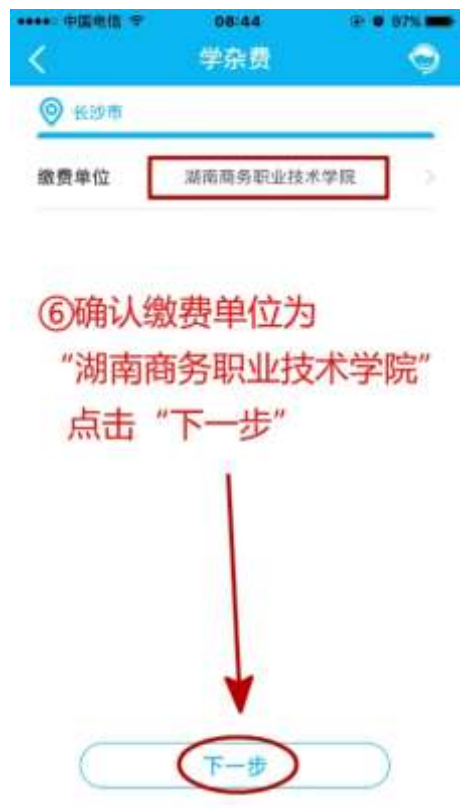 中国电信 08:44 97%
学杂费
长沙市
缴费单位 湖南商务职业技术学院
⑥确认缴费单位为
“湖南商务职业技术学院”
点击“下一步”
下一步